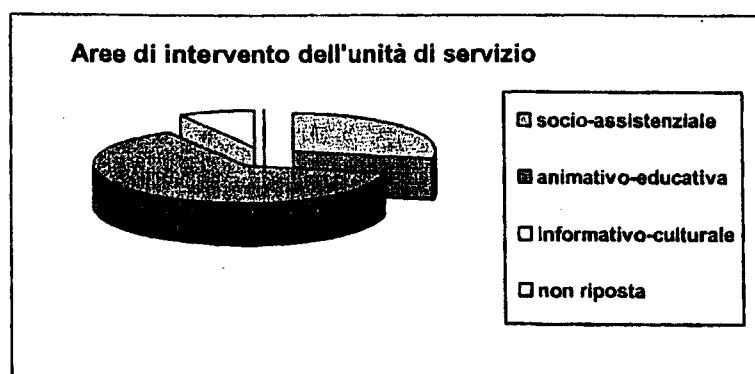 Aree di intervento dell'unità di servizio
socio-assistenziale
animativo-educativa
informativo-culturale
non riposta